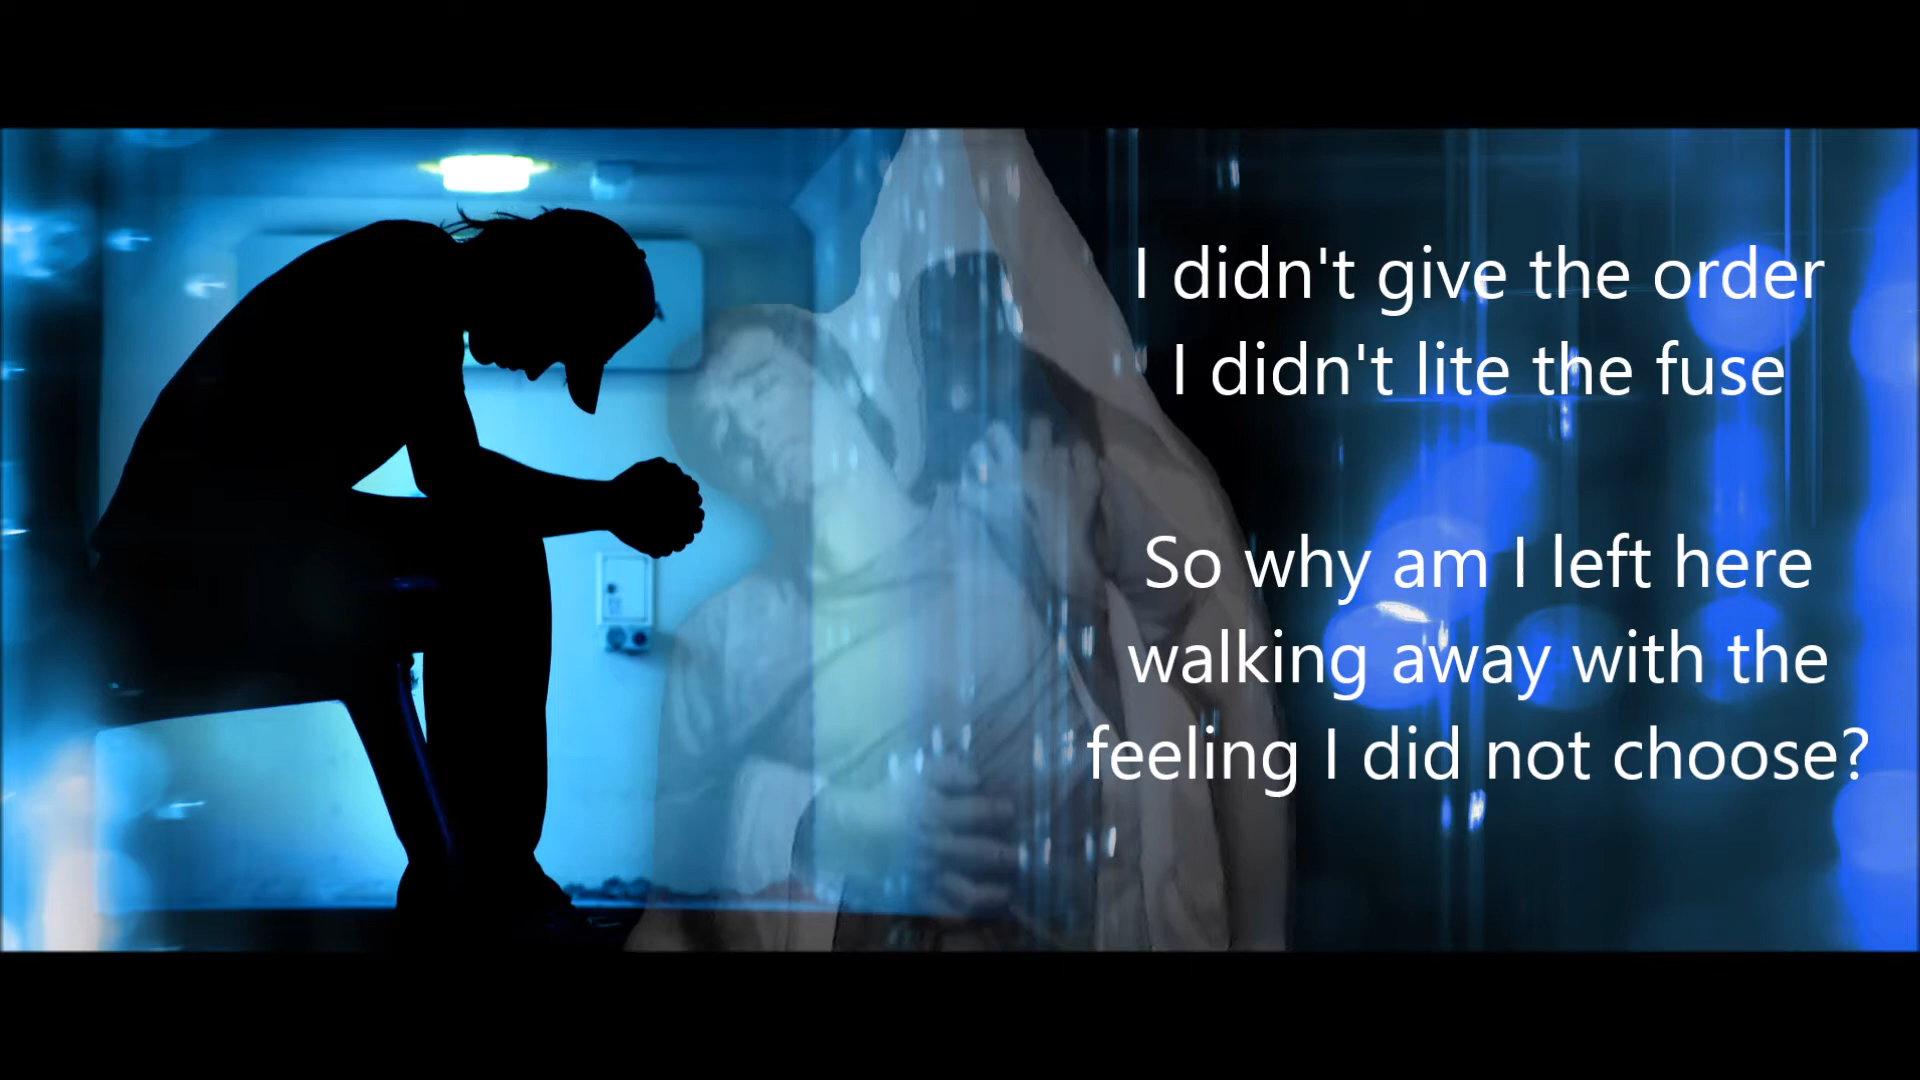 I didn't give the order
I didn't lite the fuse
So why am I left here
walking away with the
feeling I did not choose?